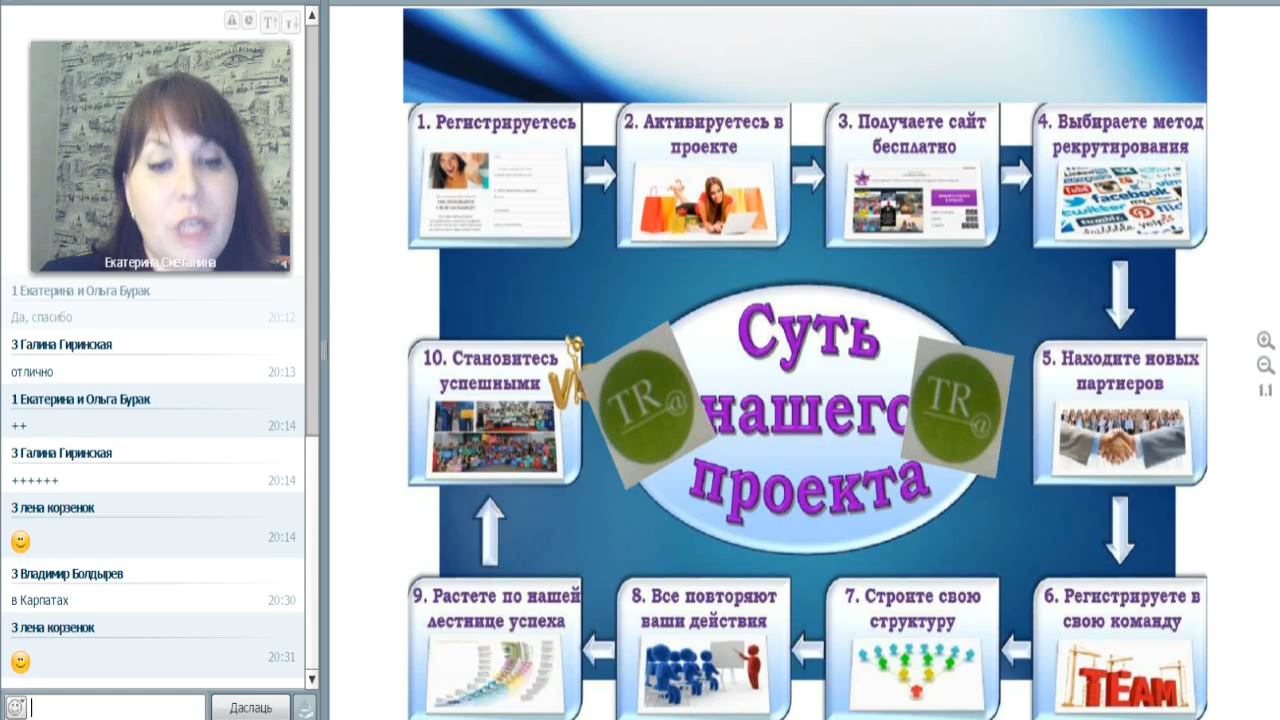 Екатерина Сметанина
1 Екатерина и Ольга Бурак
Да, спасибо
20:12
3 Галина Гиринская
отлично
20:13
1 Екатерина и Ольга Бурак
++
20:14
3 Галина Гиринская
++++++
20:14
3 лена корзенок
20:14
3 Владимир Болдырев
в Карпатах
20:30
3 лена корзенок
20:31
Даслаць
1. Регистрируетесь
2. Активируетесь в
проекте
3. Получаете сайт
бесплатно
4. Выбираете метод
рекрутирования
facebook
twitter
5. Находите новых
партнеров
6. Регистрируете в
свою команду
TEAM
7. Строите свою
структуру
8. Все повторяют
ваши действия
9. Растете по нашей
лестнице успеха
10. Становитесь
успешными
Суть
нашего
проекта
TR@
TR@
1:1